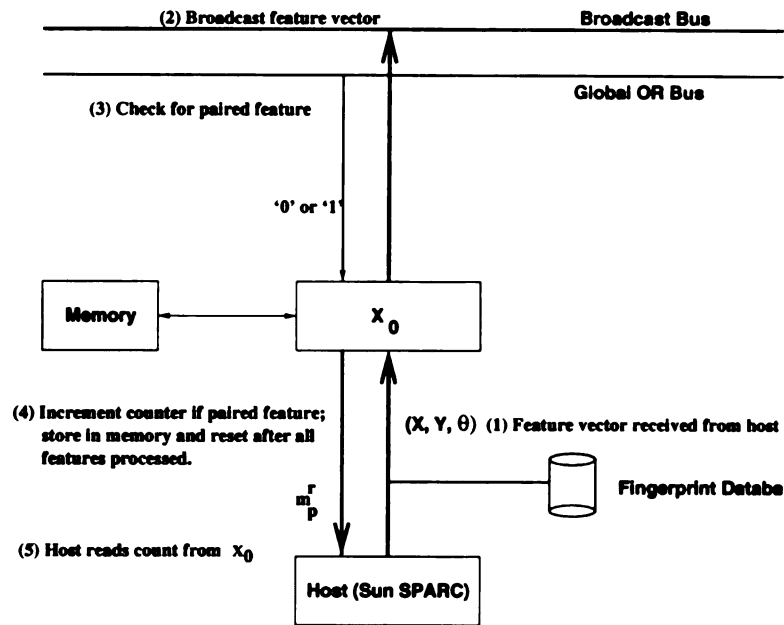 (2) Broadcast feature vector
Broadcast Bus
Global OR Bus
(3) Check for paired feature
‘0’ or ‘1’
Memory
X0
(4) Increment counter if paired feature;
store in memory and reset after all
features processed.
(X, Y, θ) (1) Feature vector received from host
m p r
Fingerprint Databa
(5) Host reads count from X0
Host (Sun SPARC)